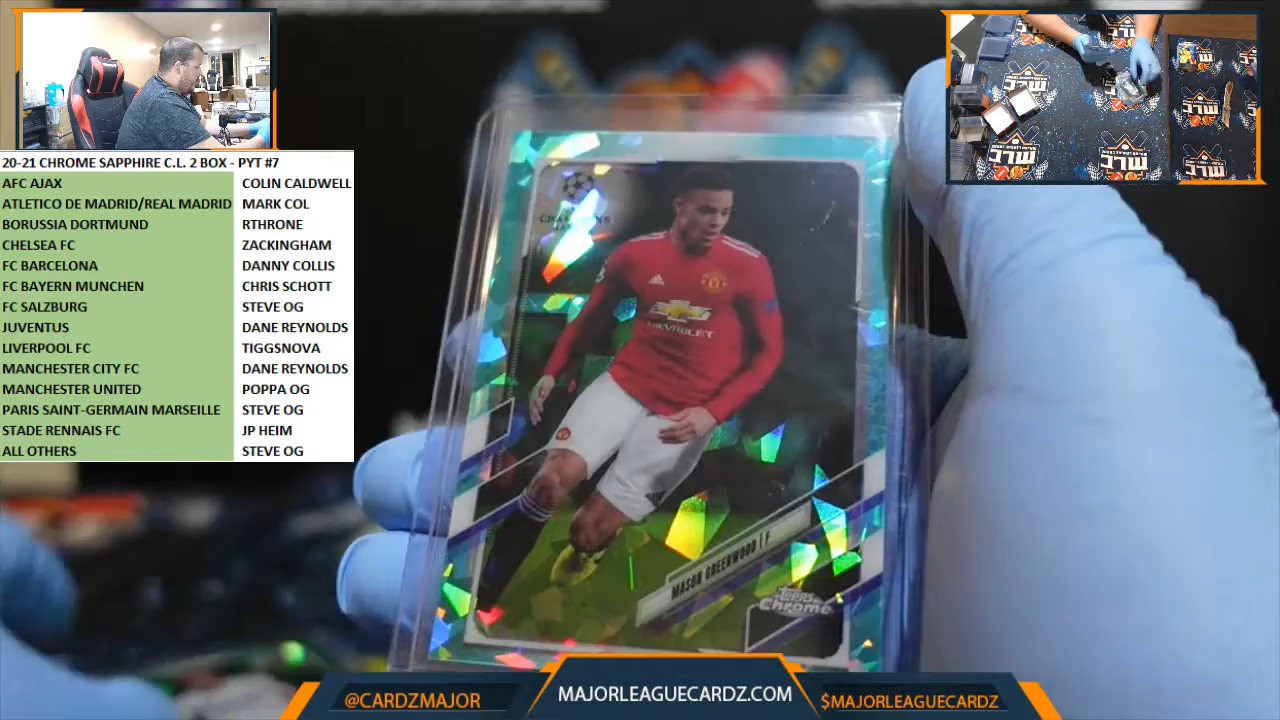 20-21 CHROME SAPPHIRE C.L. 2 BOX - PYT #7
AFC AJAX COLIN CALDWELL
ATLETICO DE MADRID/REAL MADRID MARK COL
BORUSSIA DORTMUND RTHRONE
CHELSEA FC ZACKINGHAM
FC BARCELONA DANNY COLLIS
FC BAYERN MUNCHEN CHRIS SCHOTT
FC SALZBURG STEVE OG
JUVENTUS DANE REYNOLDS
LIVERPOOL FC TIGGSNOVA
MANCHESTER CITY FC DANE REYNOLDS
MANCHESTER UNITED POPPA OG
PARIS SAINT-GERMAIN MARSEILLE STEVE OG
STADE RENNAIS FC JP HEIM
ALL OTHERS STEVE OG
CHEVROLET
MASON GREENWOOD | F
Topps
Chrome
@CARDZMAJOR
MAJORLEAGUECARDZ.COM
$MAJORLEAGUECARDZ